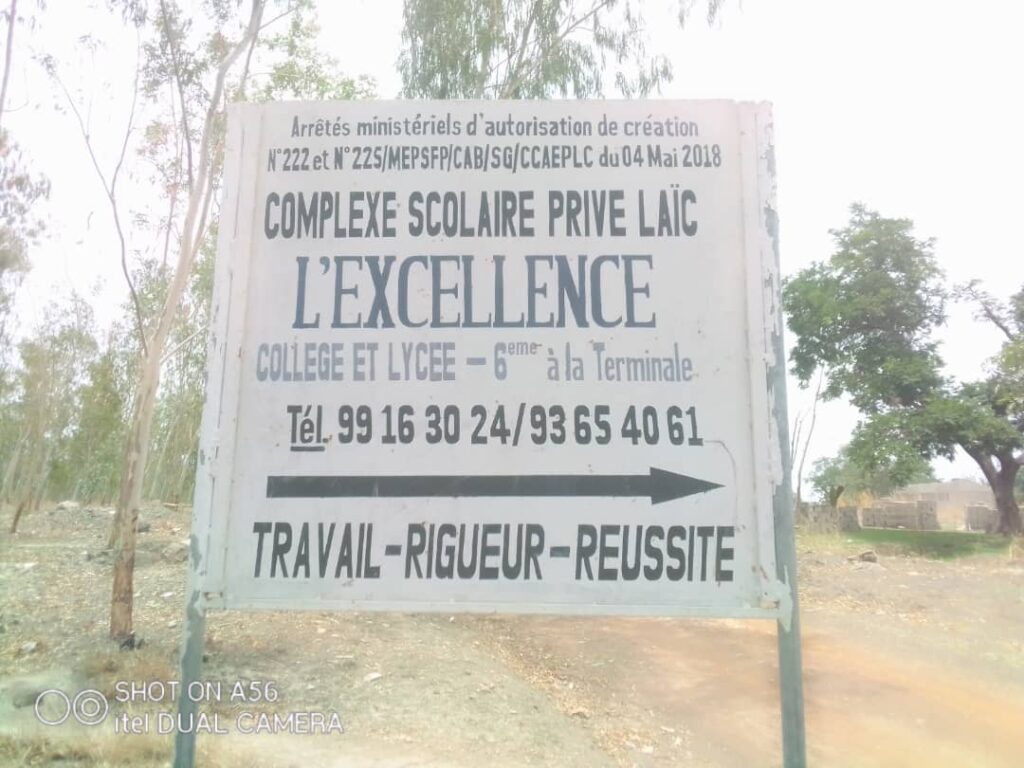 Arrêtés ministériels d'autorisation de création
N°222 et N°225/MEPSFP/CAB/SG/CCAEPLC du 04 Mai 2018
COMPLEXE SCOLAIRE PRIVE LAÏC
L'EXCELLENCE
COLLEGE ET LYCEE – 6eme à la Terminale
Tél. 99 16 30 24/93 65 40 61
TRAVAIL-RIGUEUR-REUSSITE
SHOT ON A56
itel DUAL CAMERA